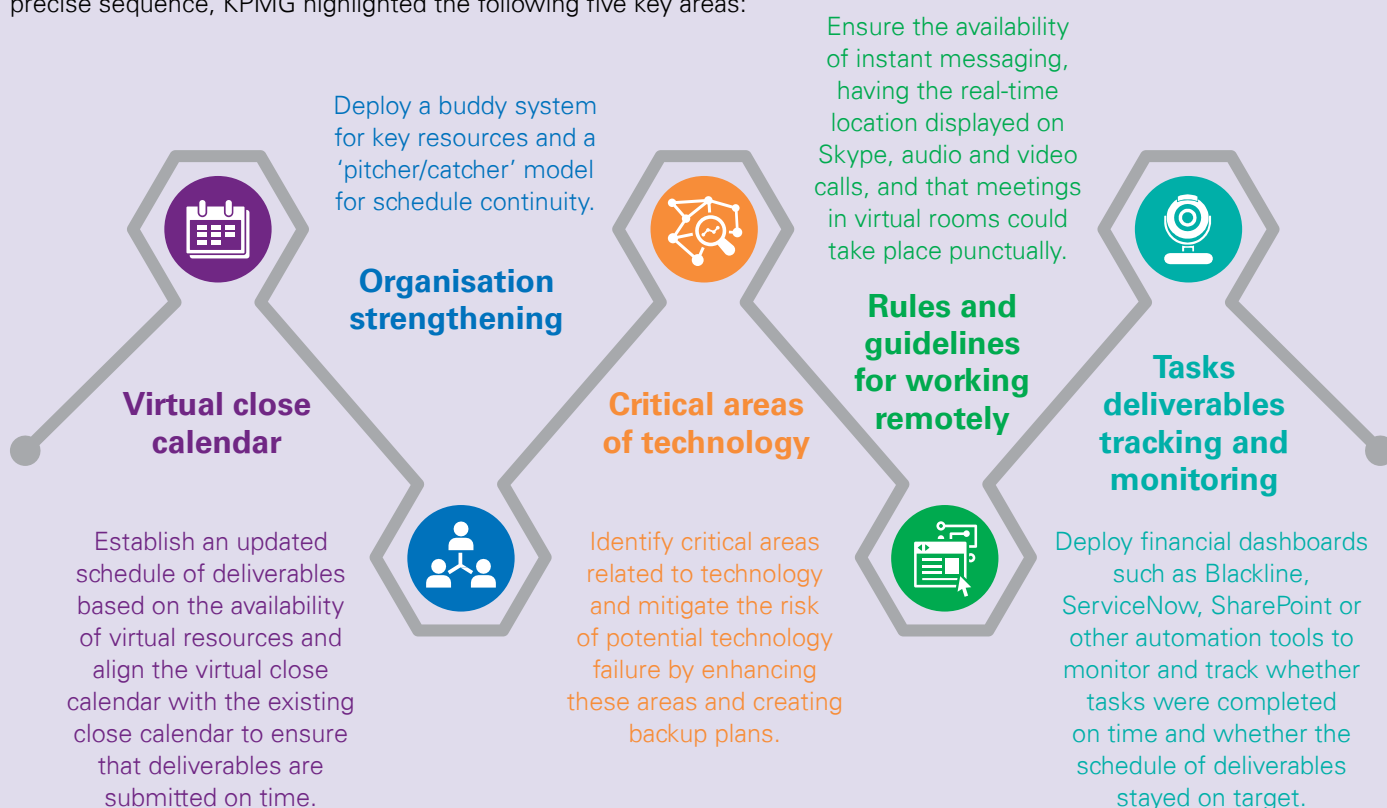 precise sequence, KPMG highlighted the following five key areas:
Virtual close
calendar
Establish an updated
schedule of deliverables
based on the availability
of virtual resources and
align the virtual close
calendar with the existing
close calendar to ensure
that deliverables are
submitted on time.
Deploy a buddy system
for key resources and a
‘pitcher/catcher’ model
for schedule continuity.
Organisation
strengthening
Critical areas
of technology
Identify critical areas
related to technology
and mitigate the risk
of potential technology
failure by enhancing
these areas and creating
backup plans.
Ensure the availability
of instant messaging,
having the real-time
location displayed on
Skype, audio and video
calls, and that meetings
in virtual rooms could
take place punctually.
Rules and
guidelines
for working
remotely
Tasks
deliverables
tracking and
monitoring
Deploy financial dashboards
such as Blackline,
ServiceNow, SharePoint or
other automation tools to
monitor and track whether
tasks were completed
on time and whether the
schedule of deliverables
stayed on target.